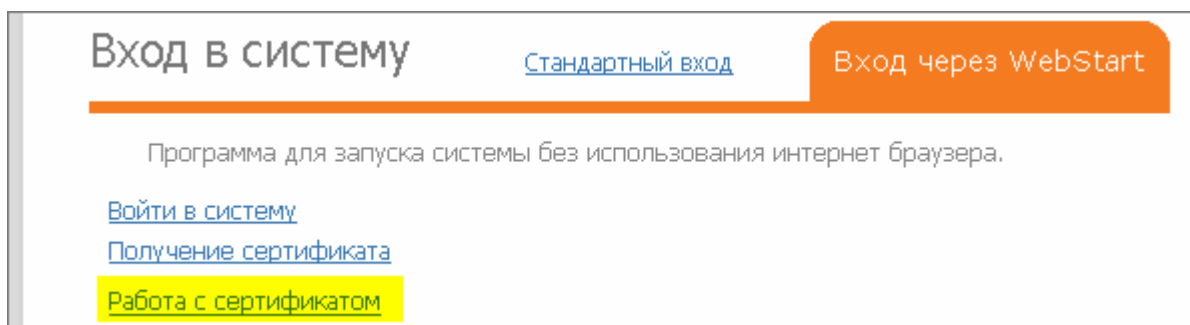 Вход в систему
Стандартный вход
Вход через WebStart
Программа для запуска системы без использования интернет браузера.
Войти в систему
Получение сертификата
Работа с сертификатом